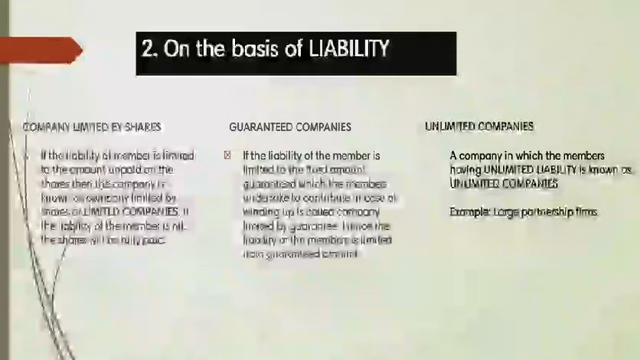 2. On the basis of LIABILITY
COMPANY LIMITED BY SHARES
If the liability of member is limited
to the amount unpaid on the
shares then this company is
known as company limited by
shares or LIMITED COMPANIES. If
the liability of the member is nil,
the shares will be fully paid.
GUARANTEED COMPANIES
If the liability of the member is
limited to the fixed amount
guaranteed which the members
undertake to contribute in case of
winding up is called company
limited by guarantee. Hence the
liability of the members is limited
guaranteed amount
UNLIMITED COMPANIES
A company in which the members
having UNLIMITED LIABILITY is known as
UNLIMITED COMPANIES
Example: Large partnership firms